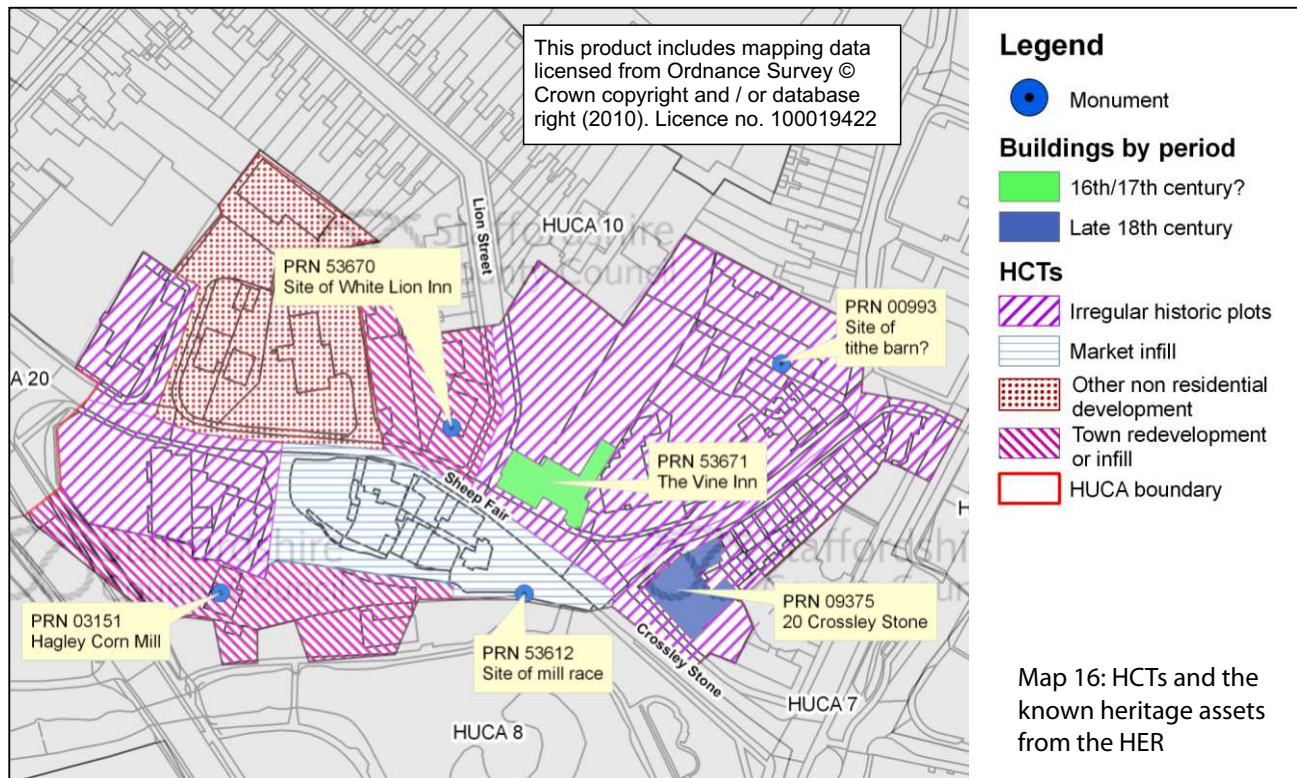 This product includes mapping data
licensed from Ordnance Survey ©
Crown copyright and / or database
right (2010). Licence no. 100019422
Lion Street
HUCA 10
Staffordshire
County Council
PRN 53670
Site of White Lion Inn
PRN 00993
Site of
tithe barn?
A 20
PRN 53671
The Vine Inn
Sheep Fair
H
PRN 03151
Hagley Corn Mill
PRN 53612
Site of mill race
PRN 09375
20 Crossley Stone
Crossley Stone
HUCA 7
HUCA 8
Legend
Monument
Buildings by period
16th/17th century?
Late 18th century
HCTs
Irregular historic plots
Market infill
Other non residential
development
Town redevelopment
or infill
HUCA boundary
Map 16: HCTs and the
known heritage assets
from the HER